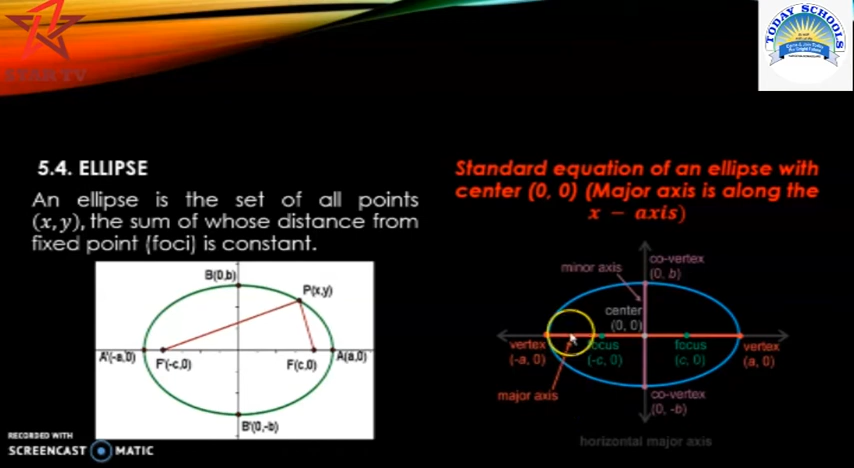 STAR TV
TODAY SCHOOLS
5.4. ELLIPSE
An ellipse is the set of all points
(x, y), the sum of whose distance from
fixed point (foci) is constant.
B(0,b)
P(x,y)
A'(-a,0)
F'(-c,0)
F(c,0)
A(a,0)
B'(0,-b)
Standard equation of an ellipse with
center (0, 0) (Major axis is along the
x − axis)
co-vertex
(0, b)
minor axis
center
(0, 0)
vertex
(-a, 0)
focus
(-c, 0)
focus
(c, 0)
vertex
(a, 0)
major axis
co-vertex
(0, -b)
horizontal major axis
RECORDED WITH
SCREENCAST MATIC